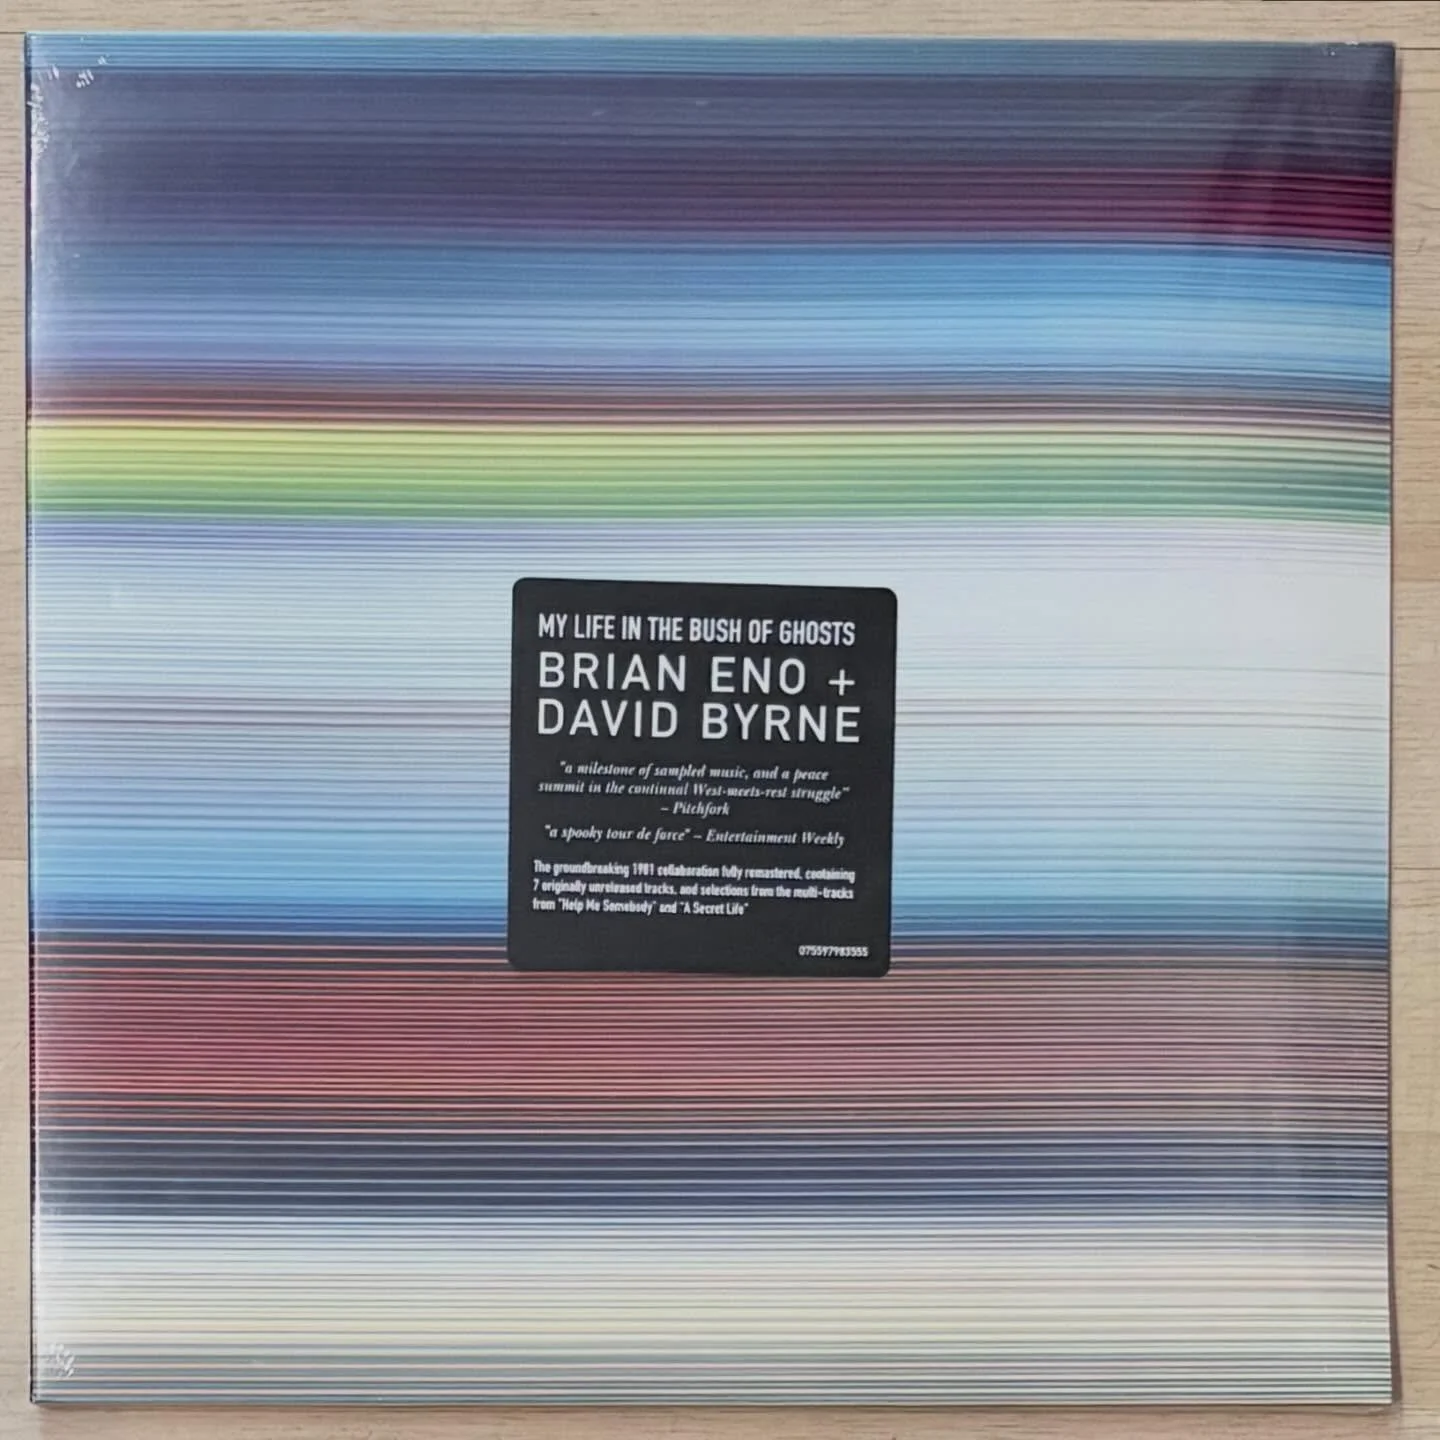 MY LIFE IN THE BUSH OF GHOSTS
BRIAN ENO +
DAVID BYRNE
"a milestone of sampled music, and a peace
summit in the continual West-meets-rest struggle"
– Pitchfork
"a spooky tour de force" – Entertainment Weekly
The groundbreaking 1981 collaboration fully remastered, containing
7 originally unreleased tracks, and selections from the multi-tracks
from "Help Me Somebody" and "A Secret Life"
075597983555